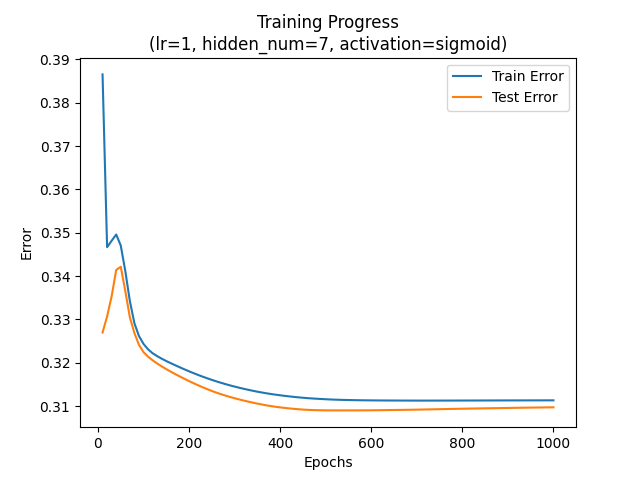 Training Progress
(lr=1, hidden_num=7, activation=sigmoid)
Train Error
Test Error
0.39
0.38
0.37
0.36
0.35
0.34
0.33
0.32
0.31
Error
0 200 400 600 800 1000
Epochs